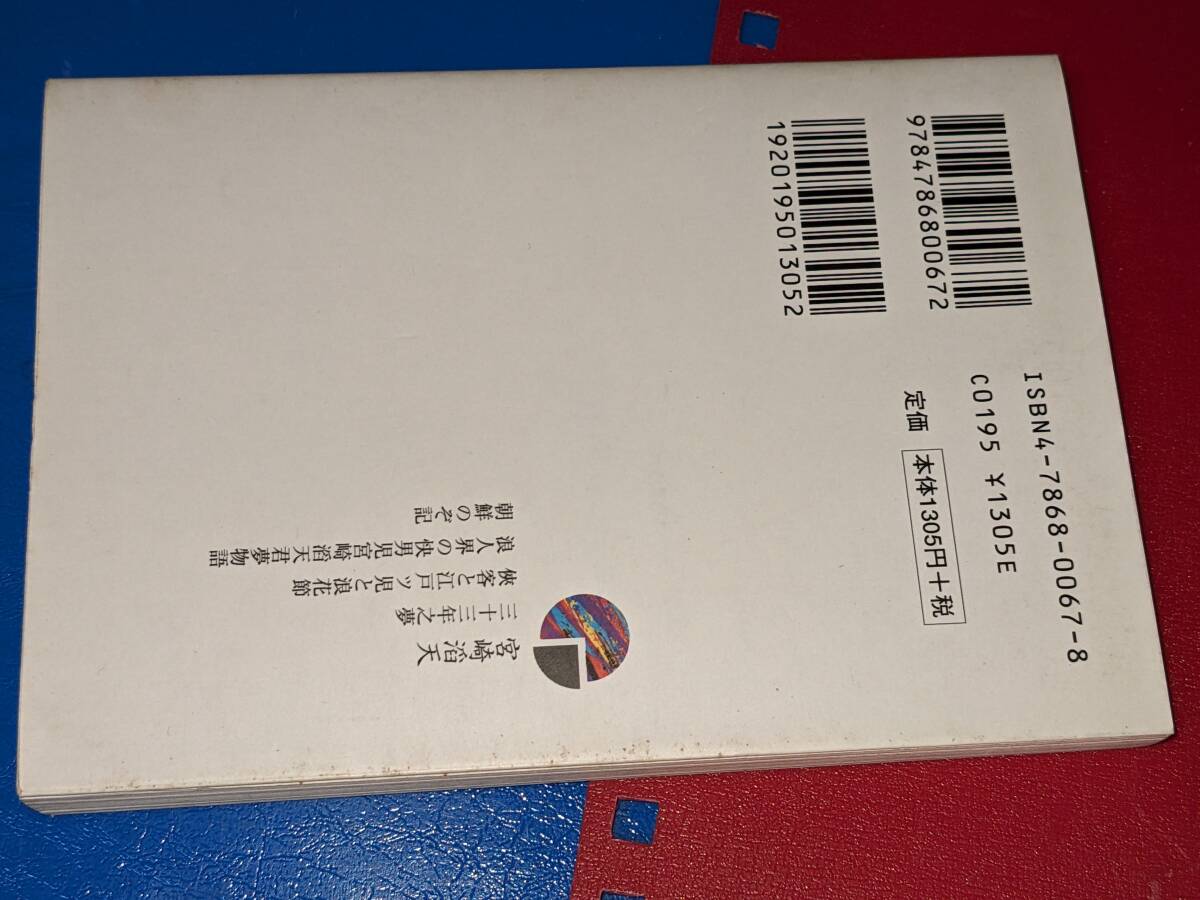 9784786800672
1920195013052
ISBN4-7868-0067-8
C0195 ¥1305E
定価 本体1305円+税
宮崎滔天
三十三年之夢
侠客と江戸ッ児と浪花節
浪人界の快男児宮崎滔天君夢物語
朝鮮のぞ記